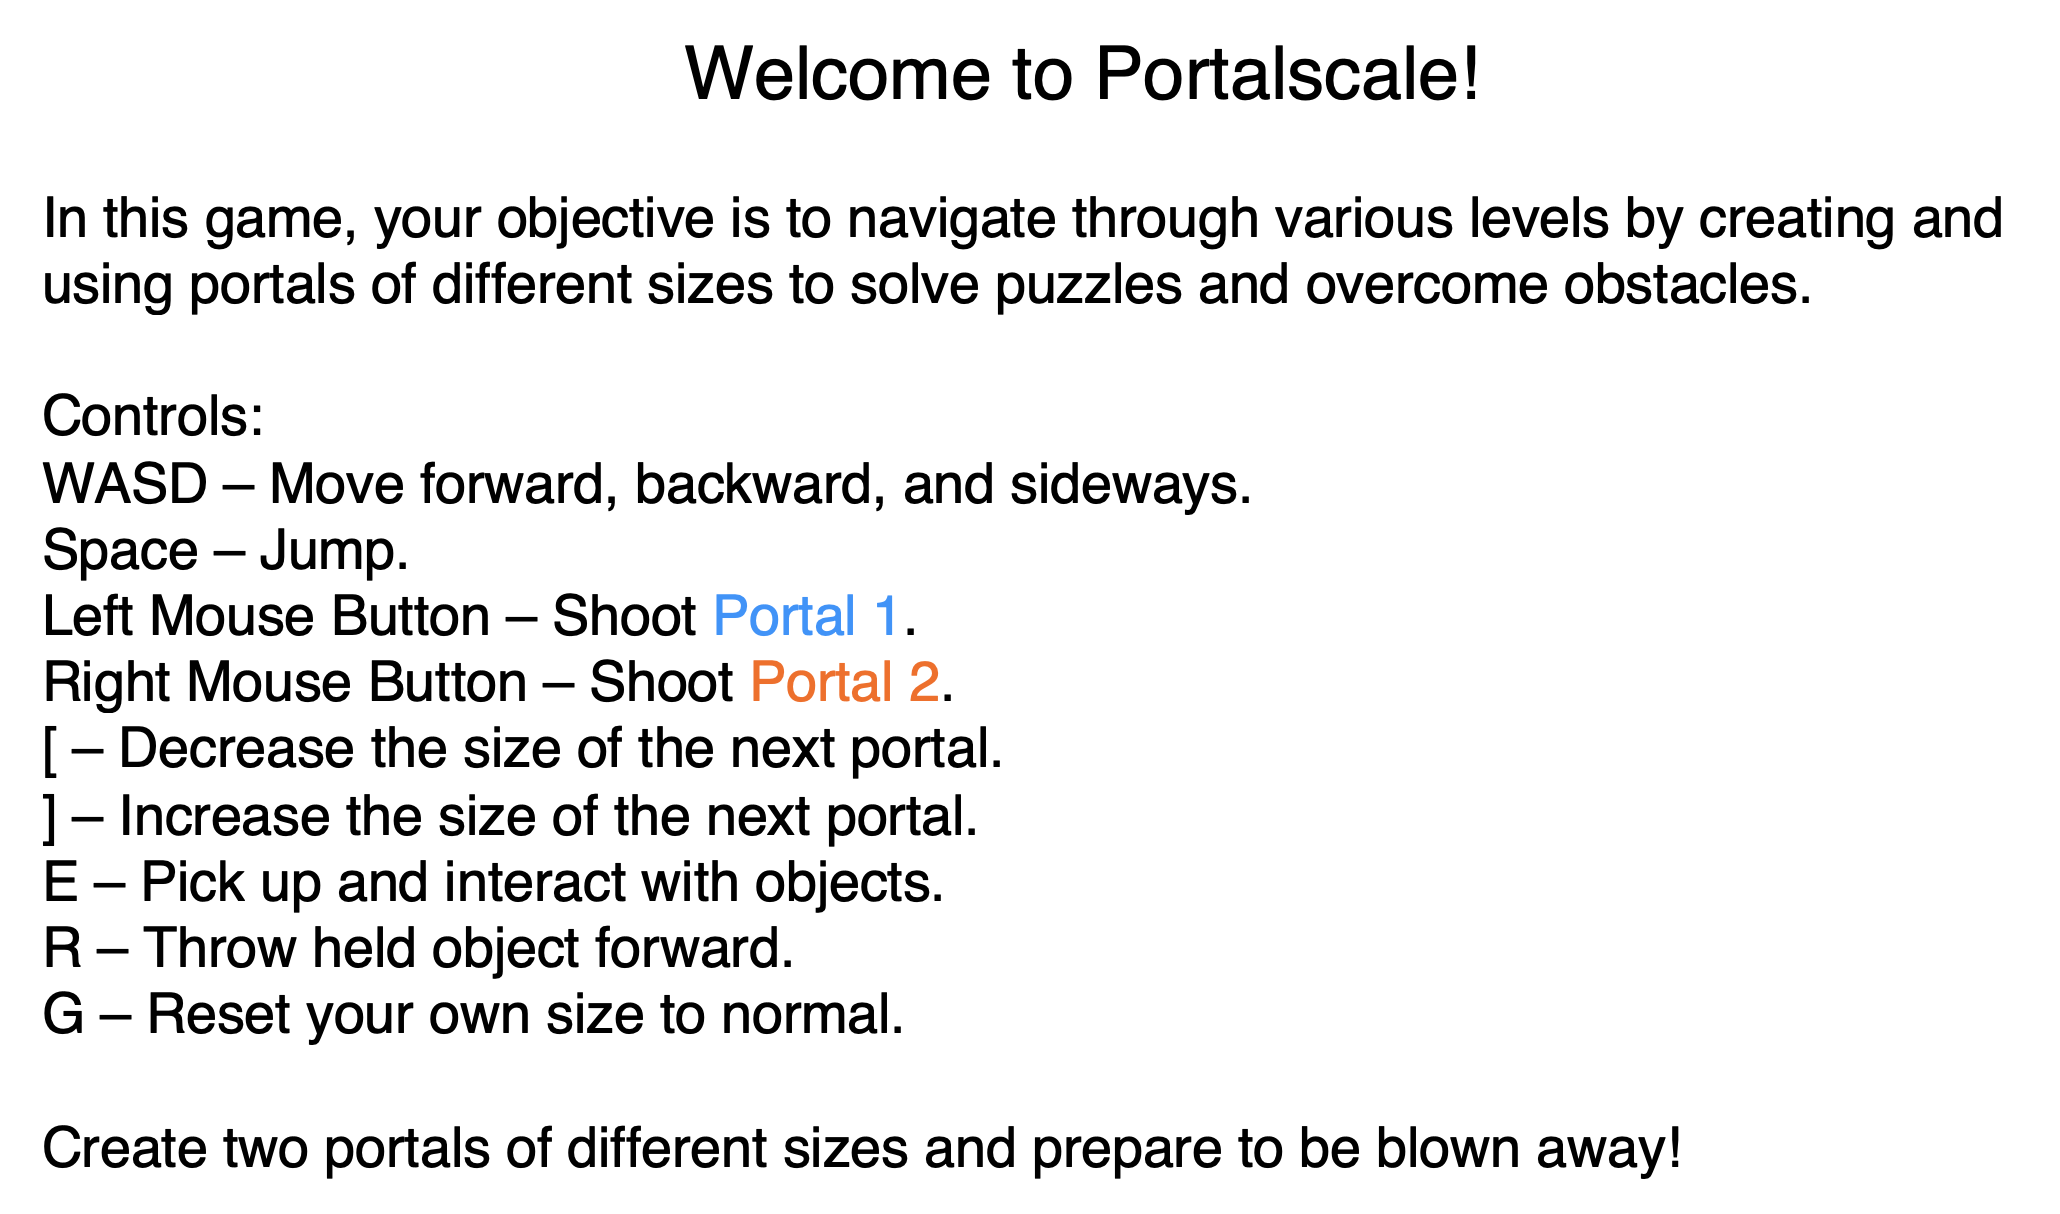 Welcome to Portalscale!
In this game, your objective is to navigate through various levels by creating and
using portals of different sizes to solve puzzles and overcome obstacles.
Controls:
WASD – Move forward, backward, and sideways.
Space – Jump.
Left Mouse Button – Shoot Portal 1.
Right Mouse Button – Shoot Portal 2.
[ – Decrease the size of the next portal.
] – Increase the size of the next portal.
E – Pick up and interact with objects.
R – Throw held object forward.
G – Reset your own size to normal.
Create two portals of different sizes and prepare to be blown away!